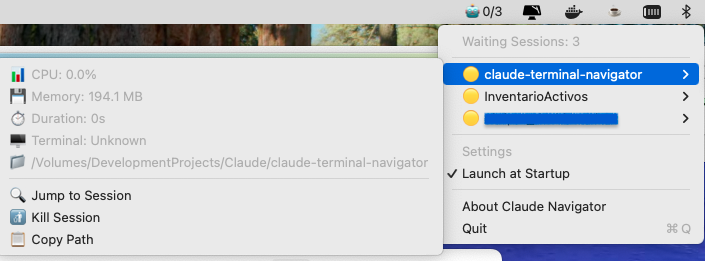 0/3
Waiting Sessions: 3
claude-terminal-navigator
InventarioActivos
Settings
Launch at Startup
About Claude Navigator
Quit ⌘Q
CPU: 0.0%
Memory: 194.1 MB
Duration: 0s
Terminal: Unknown
/Volumes/DevelopmentProjects/Claude/claude-terminal-navigator
Jump to Session
Kill Session
Copy Path